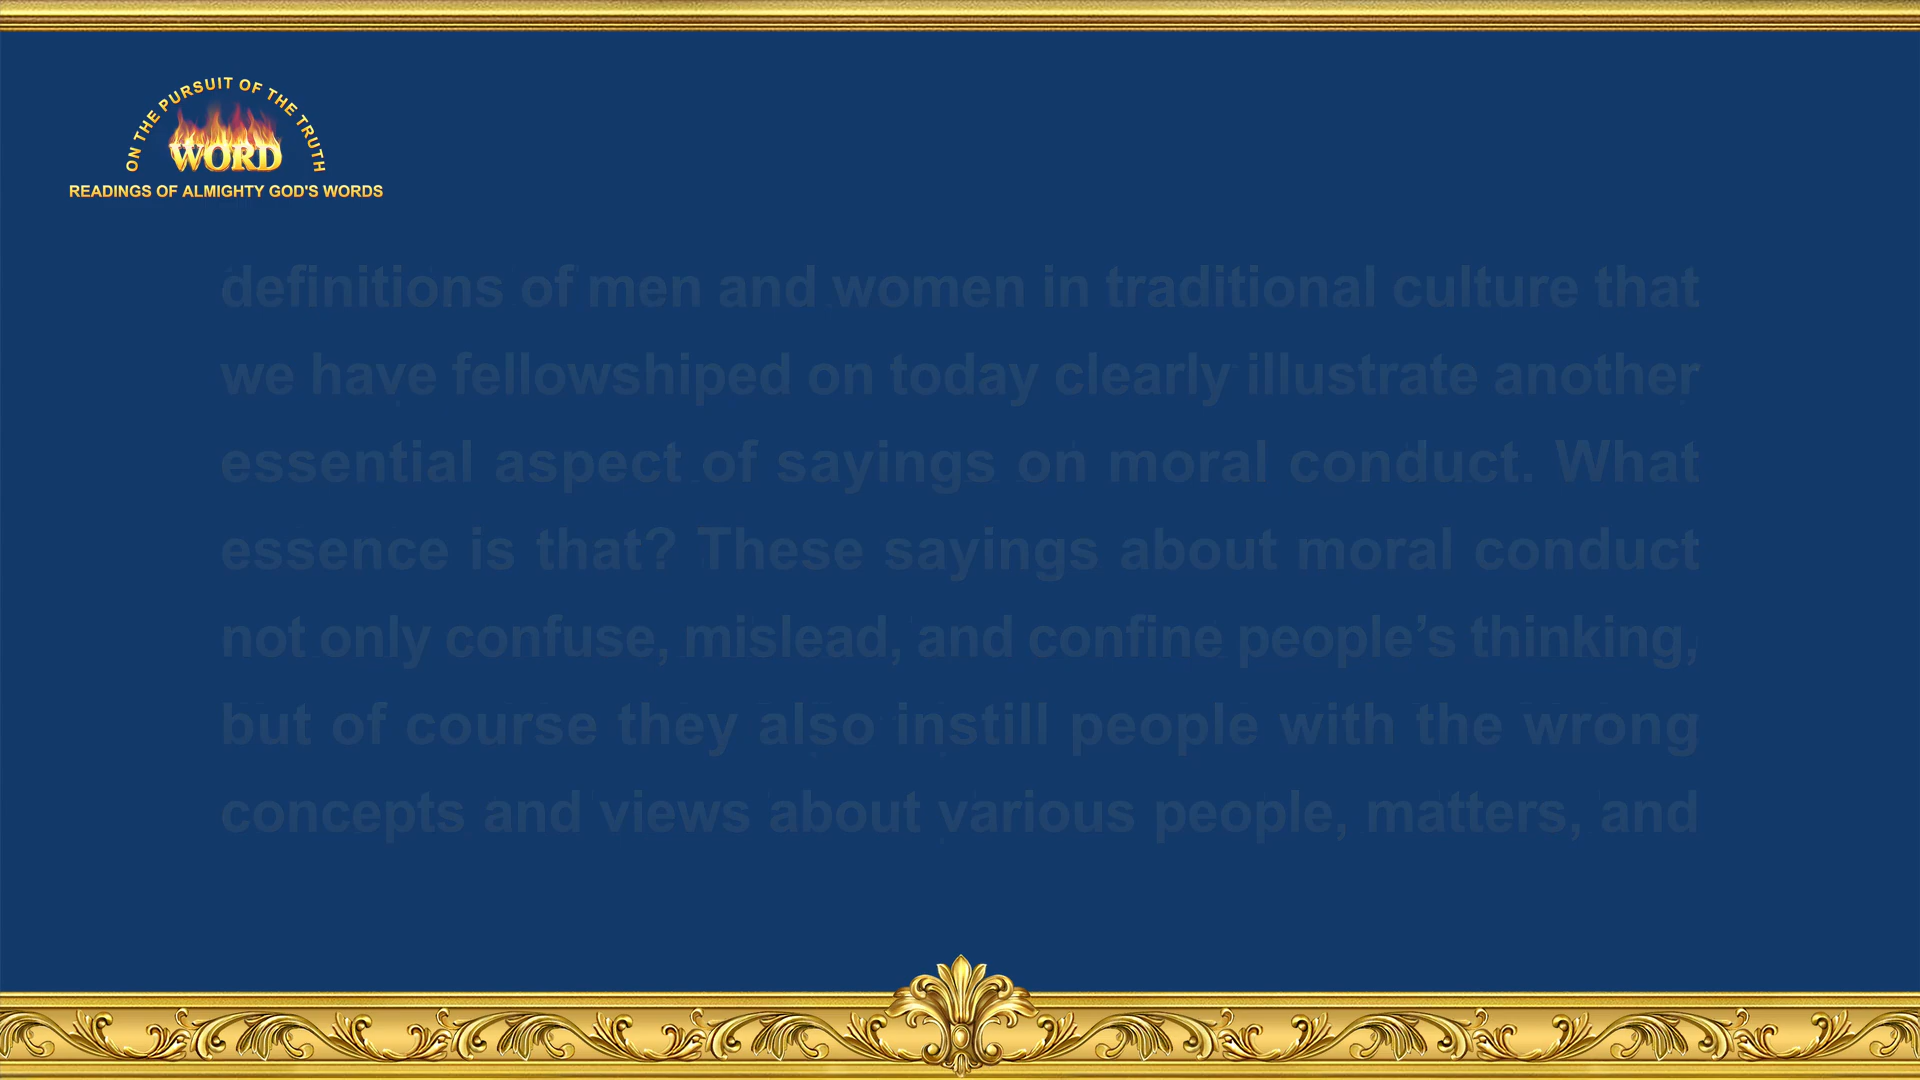 ON THE PURSUIT OF THE TRUTH
WORD
READINGS OF ALMIGHTY GOD'S WORDS
definitions of men and women in traditional culture that
we have fellowshiped on today clearly illustrate another
essential aspect of sayings on moral conduct. What
essence is that? These sayings about moral conduct
not only confuse, mislead, and confine people’s thinking,
but of course they also instill people with the wrong
concepts and views about various people, matters, and